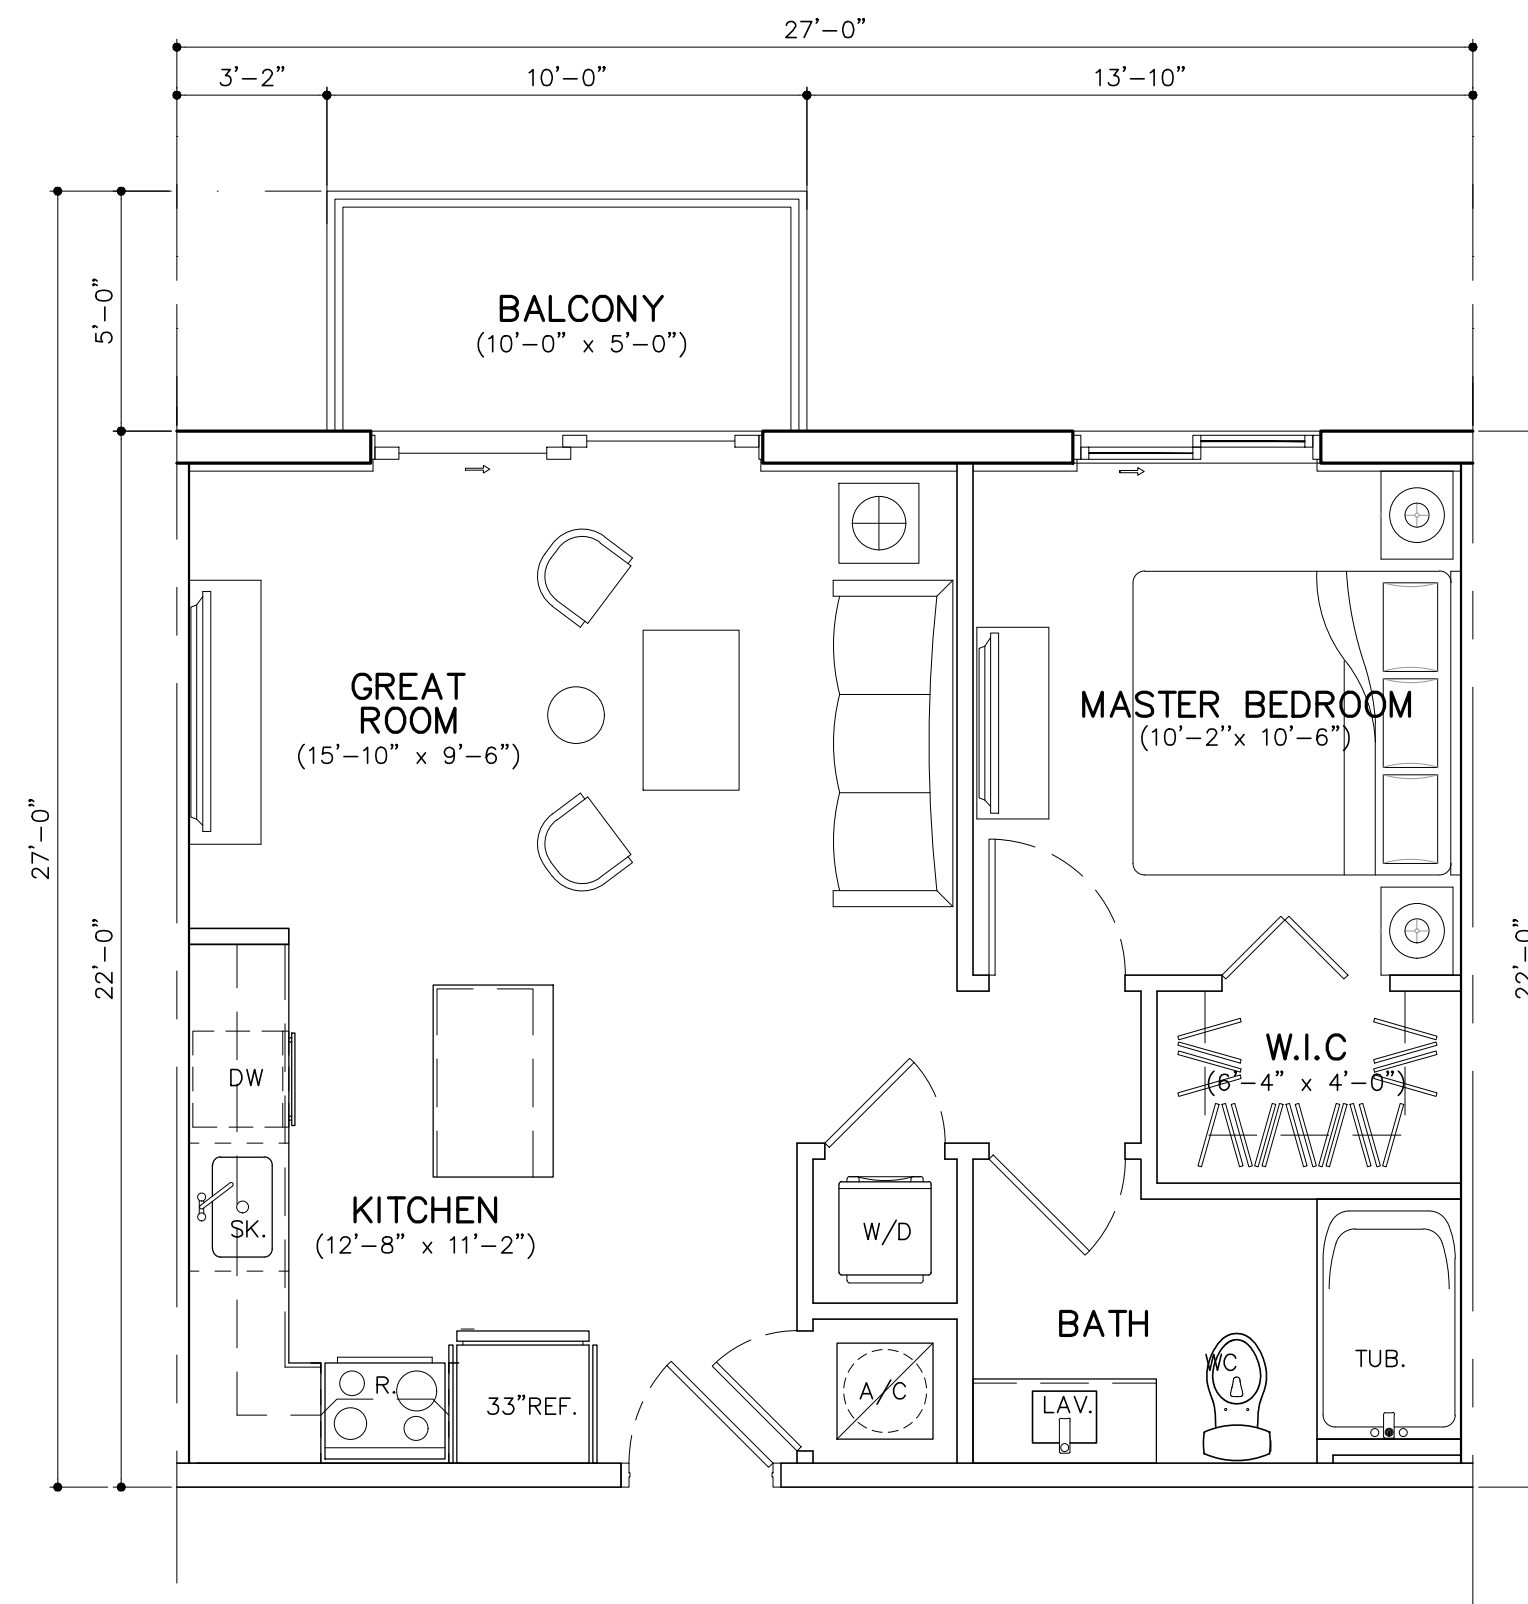 27'-0"
3'-2"
10'-0"
13'-10"
5'-0"
BALCONY
(10'-0" x 5'-0")
27'-0"
22'-0"
22'-0"
GREAT
ROOM
(15'-10" x 9'-6")
MASTER BEDROOM
(10'-2''x 10'-6")
W.I.C
(6'-4" x 4'-0")
DW
SK.
KITCHEN
(12'-8" x 11'-2")
W/D
BATH
R.
33"REF.
A/C
LAV.
WC
TUB.